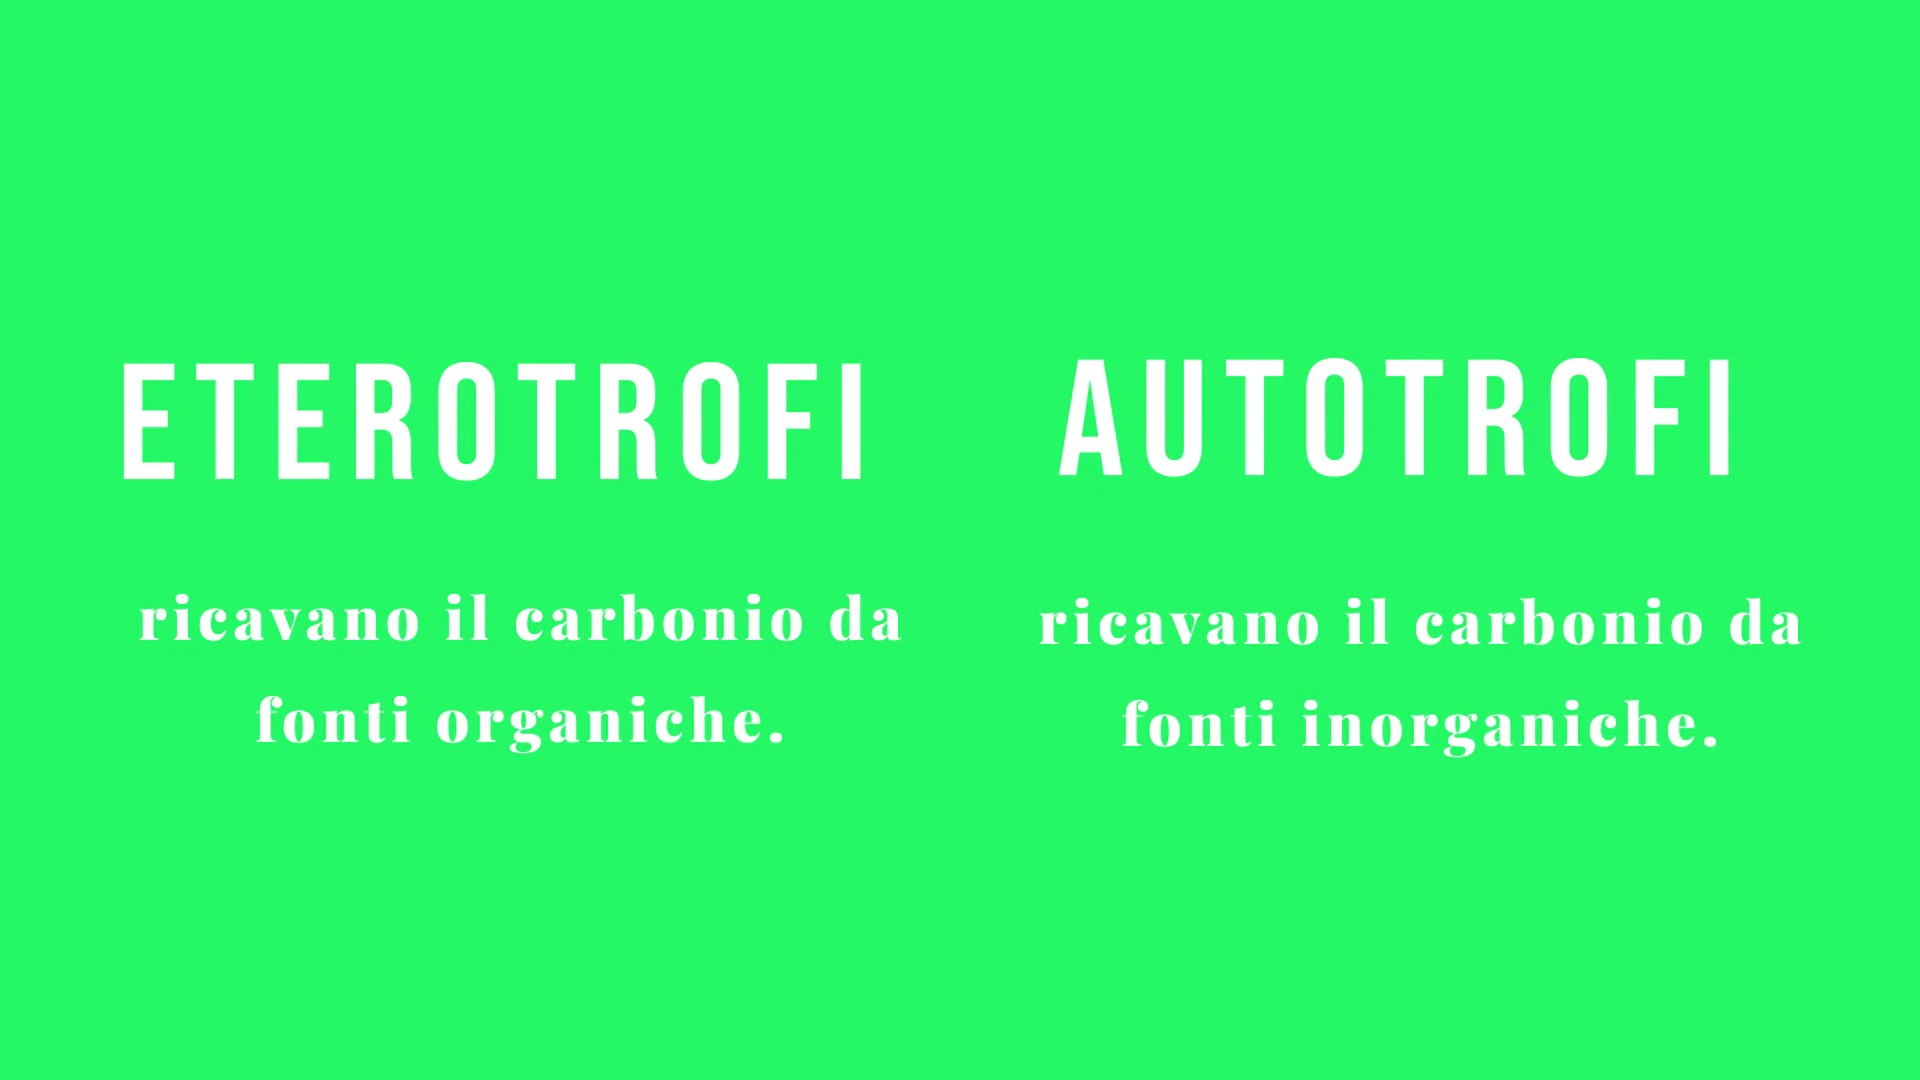 ETEROTROFI
ricavano il carbonio da
fonti organiche.
AUTOTROFI
ricavano il carbonio da
fonti inorganiche.